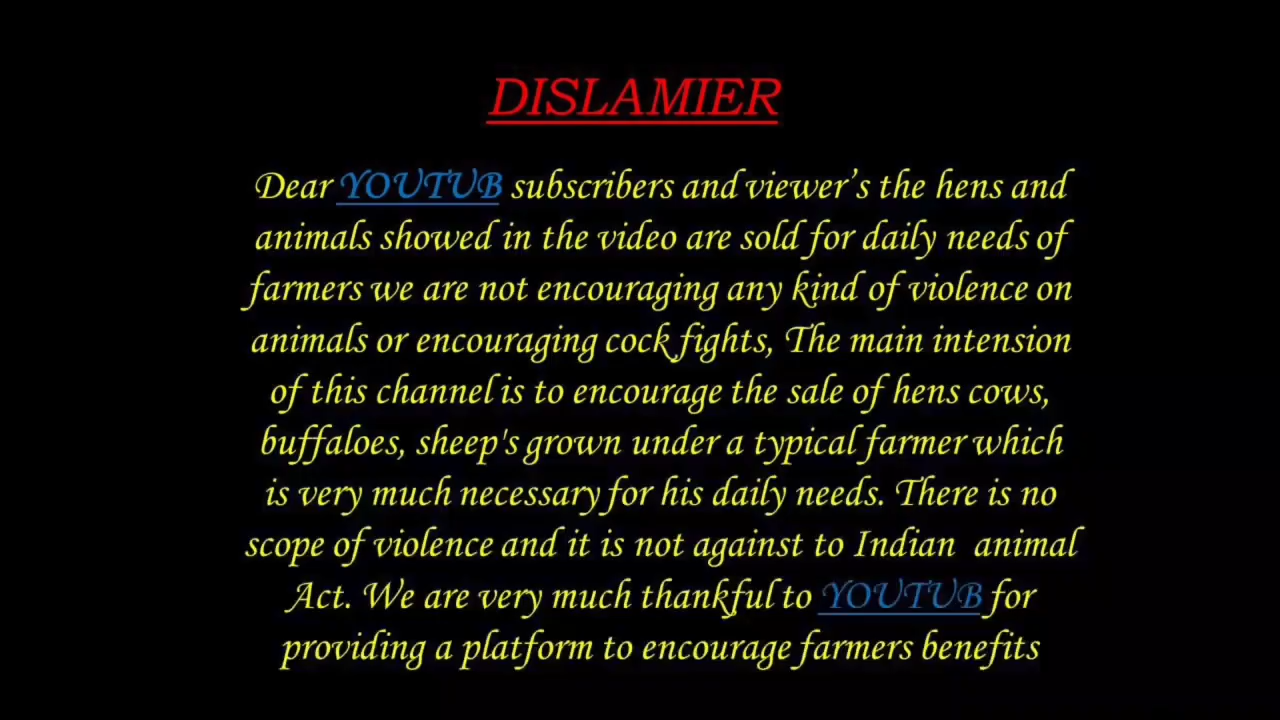 DISLAMIER
Dear YOUTUB subscribers and viewer’s the hens and
animals showed in the video are sold for daily needs of
farmers we are not encouraging any kind of violence on
animals or encouraging cock fights, The main intension
of this channel is to encourage the sale of hens cows,
buffaloes, sheep's grown under a typical farmer which
is very much necessary for his daily needs. There is no
scope of violence and it is not against to Indian  animal
Act. We are very much thankful to YOUTUB for
providing a platform to encourage farmers benefits